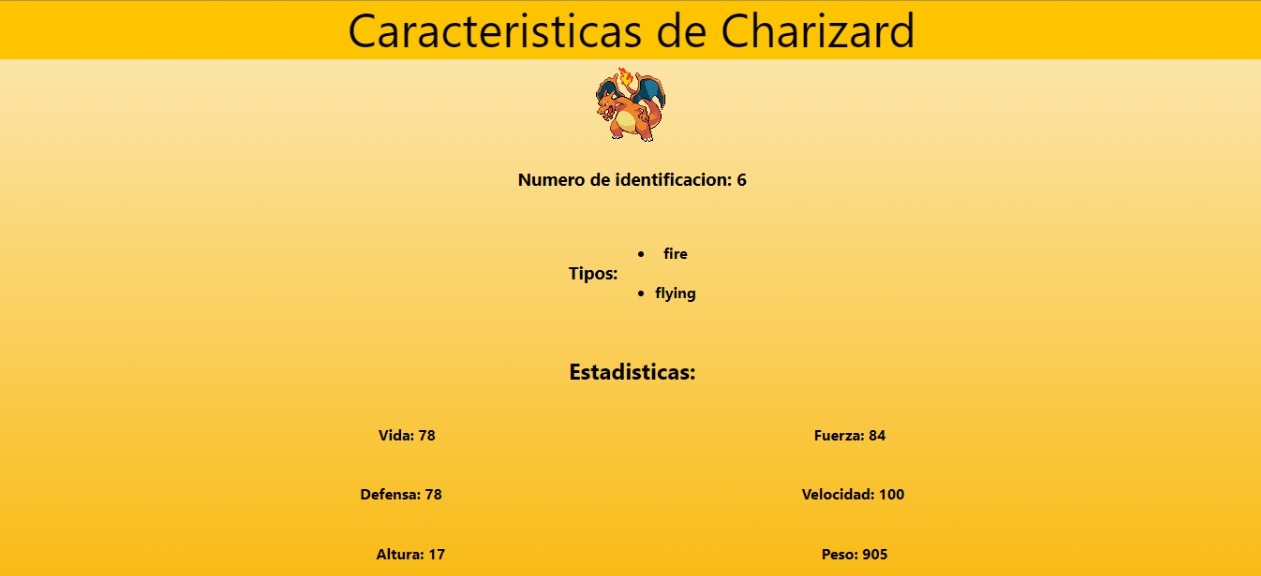 Caracteristicas de Charizard
Numero de identificacion: 6
Tipos:
fire
flying
Estadisticas:
Vida: 78
Fuerza: 84
Defensa: 78
Velocidad: 100
Altura: 17
Peso: 905